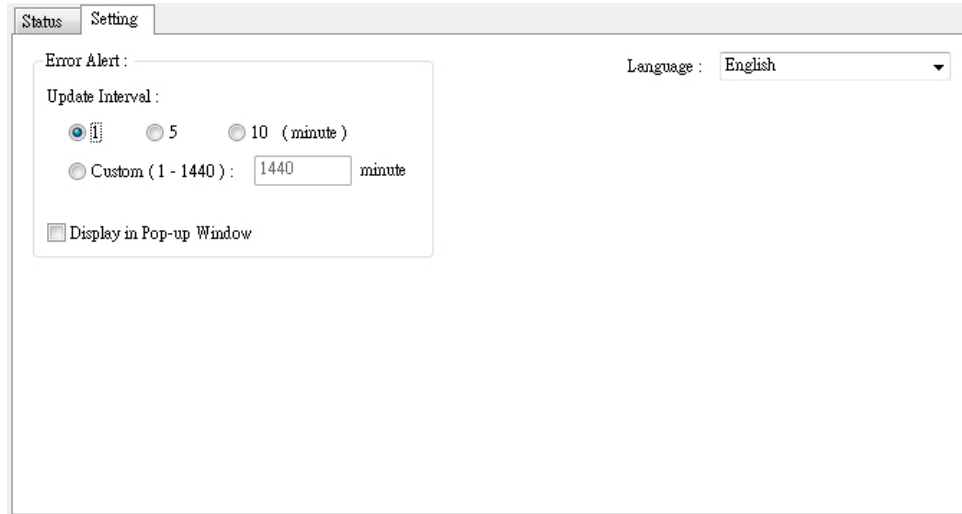 Status Setting
Error Alert :
Language : English
Update Interval :
1 5 10 ( minute )
Custom ( 1 - 1440 ) : 1440 minute
Display in Pop-up Window